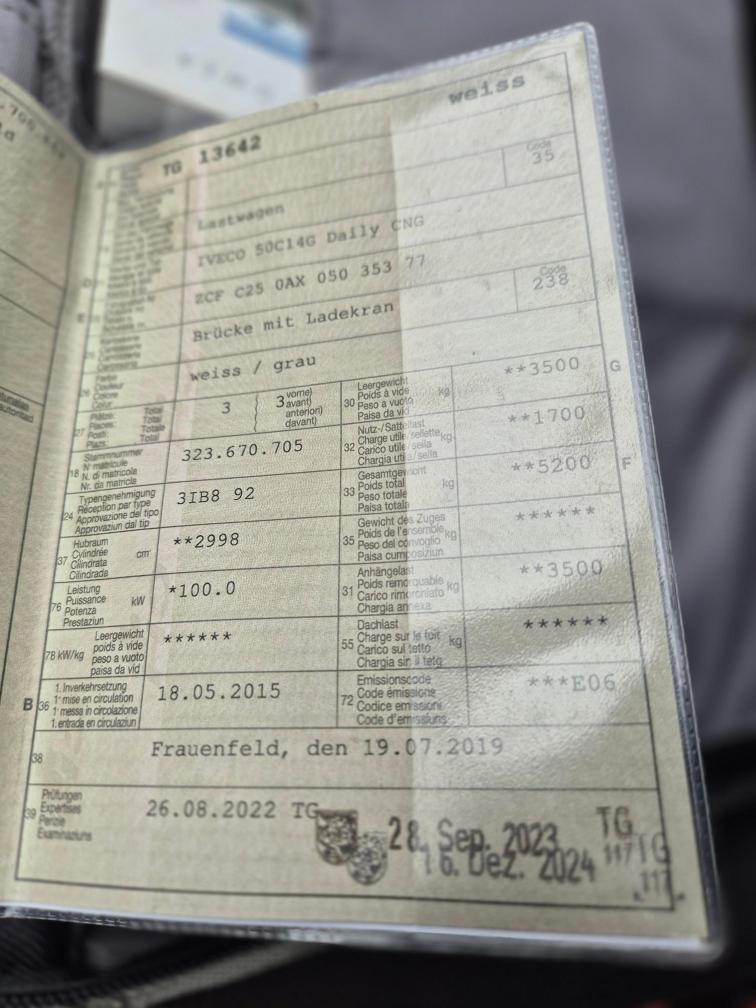 weiss
TG 13642
Code
35
Lastwagen
IVECO 50C14G Daily CNG
ZCF C25 0AX 050 353 77
Code
238
Brücke mit Ladekran
weiss / grau
27
Total
Total
Totale
Total
3
3
vorne)
avant)
anteriori)
davant)
30
Leergewicht
Poids à vide
Peso a vuoto
Paisa da vid
kg
**3500
G
18
Stammnummer
N° matricule
N. di matricola
Nr. da matricla
323.670.705
32
Nutz-/Sattellast
Charge utile/sellette
Carico utile/sella
Chargia utila/sella
kg
**1700
24
Typengenehmigung
Réception par type
Approvazione del tipo
Approvaziun dal tip
3IB8 92
33
Gesamtgewicht
Poids total
Peso totale
Paisa totala
kg
**5200
F
37
Hubraum
Cylindrée
Cilindrata
Cilindrada
cm³
**2998
35
Gewicht des Zuges
Poids de l'ensemble
Peso del convoglio
Paisa cumposiziun
kg
******
76
Leistung
Puissance
Potenza
Prestaziun
kW
*100.0
31
Anhängelast
Poids remorquable
Carico rimorchiato
Chargia annexa
kg
**3500
78 kW/kg
Leergewicht
poids à vide
peso a vuoto
paisa da vid
******
55
Dachlast
Charge sur le toit
Carico sul tetto
Chargia sin il tetg
kg
******
B
36
1. Inverkehrsetzung
1ʳᵉ mise en circulation
1ª messa in circolazione
1. entrada en circulaziun
18.05.2015
72
Emissionscode
Code émissione
Codice emissioni
Code d'emissiuns
***E06
38
Frauenfeld, den 19.07.2019
39
Prüfungen
Expertises
Perizie
Examinaziuns
26.08.2022 TG
28. Sep. 2023
TG
117
16. Dez. 2024
TG
117